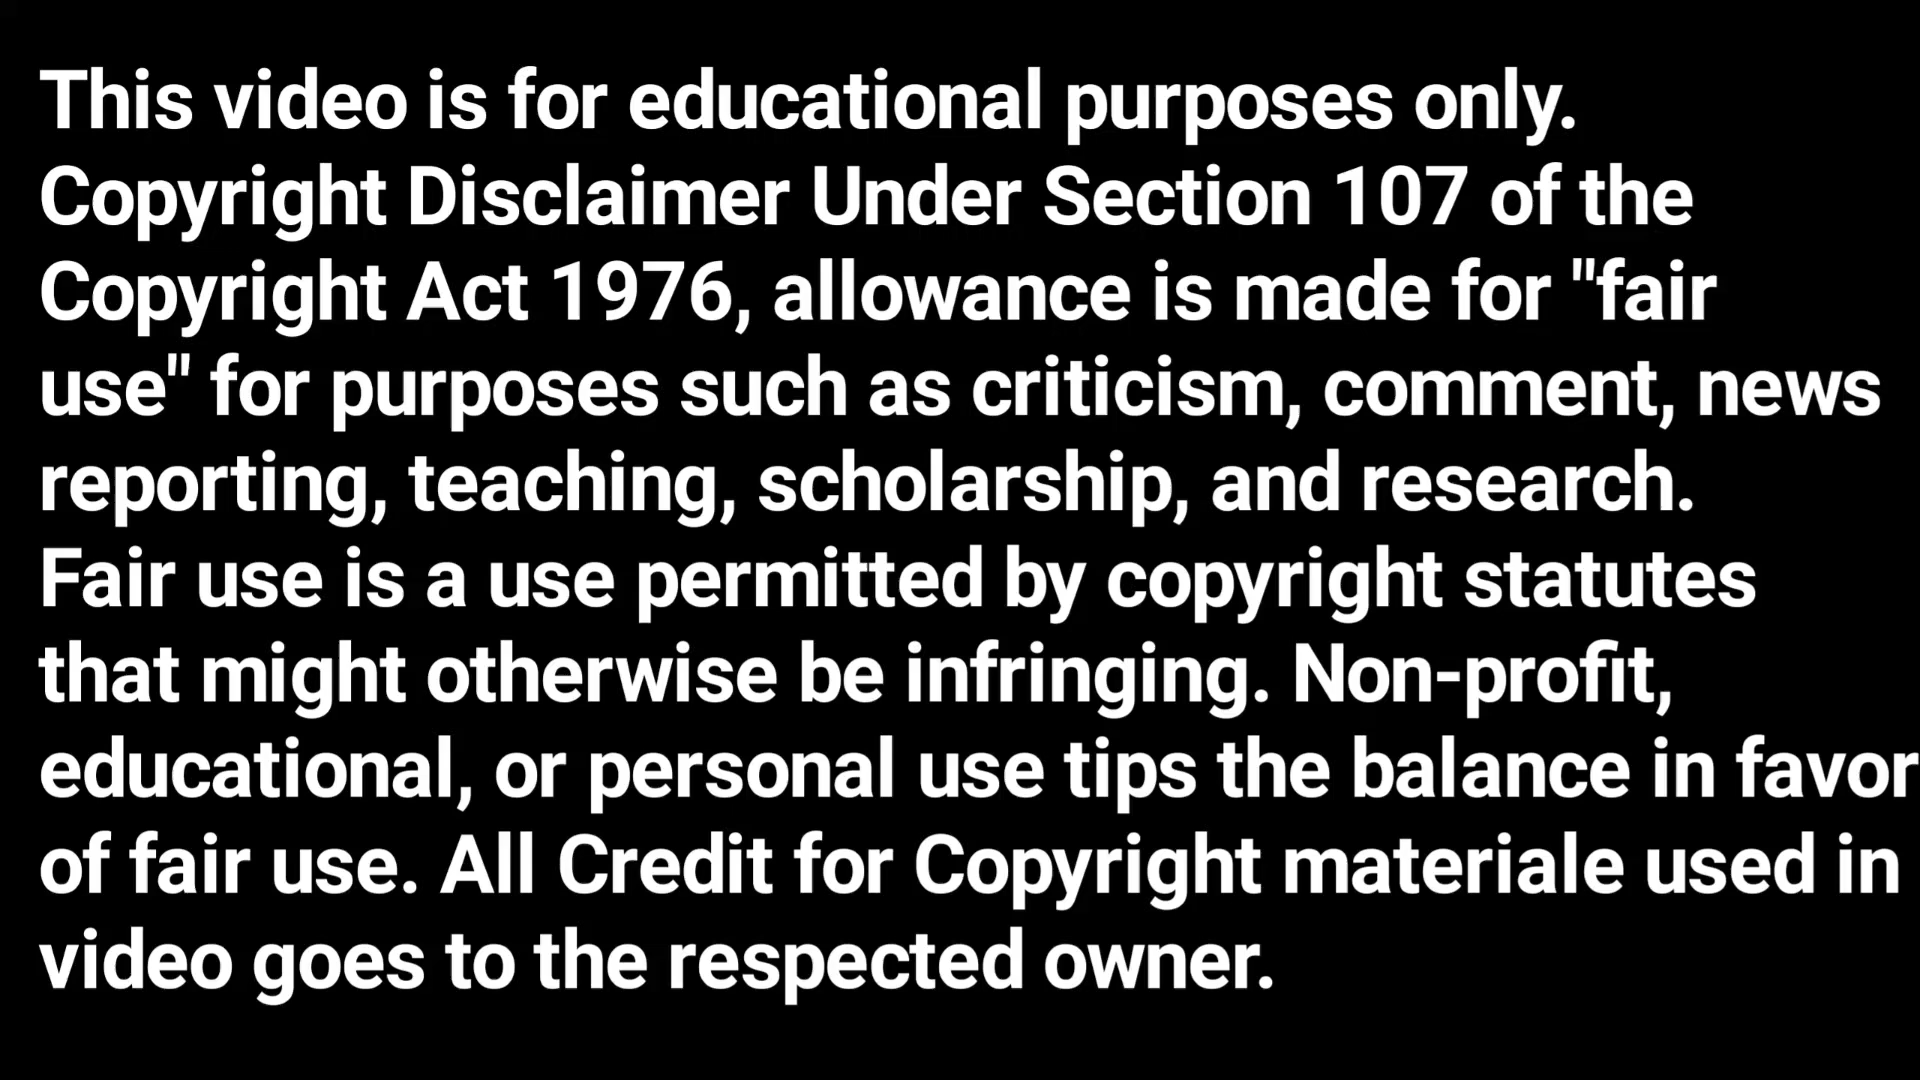 This video is for educational purposes only.
Copyright Disclaimer Under Section 107 of the
Copyright Act 1976, allowance is made for "fair
use" for purposes such as criticism, comment, news
reporting, teaching, scholarship, and research.
Fair use is a use permitted by copyright statutes
that might otherwise be infringing. Non-profit,
educational, or personal use tips the balance in favor
of fair use. All Credit for Copyright materiale used in
video goes to the respected owner.